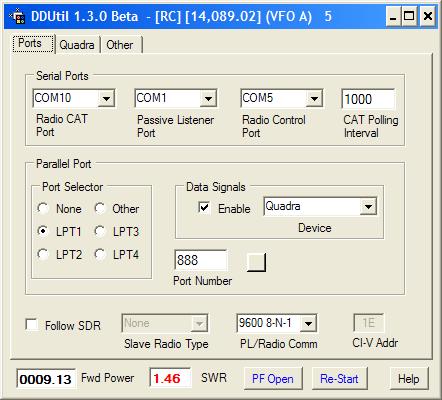 DDUtil 1.3.0 Beta - [RC] [14,089.02] (VFO A) 5
Ports Quadra Other
Serial Ports
COM10 COM1 COM5 1000
Radio CAT Port Passive Listener Port Radio Control Port CAT Polling Interval
Parallel Port
Port Selector
None Other
LPT1 LPT3
LPT2 LPT4
Data Signals
Enable Quadra
Device
888
Port Number
Follow SDR None 9600 8-N-1 1E
Slave Radio Type PL/Radio Comm CI-V Addr
0009.13 Fwd Power 1.46 SWR PF Open Re-Start Help